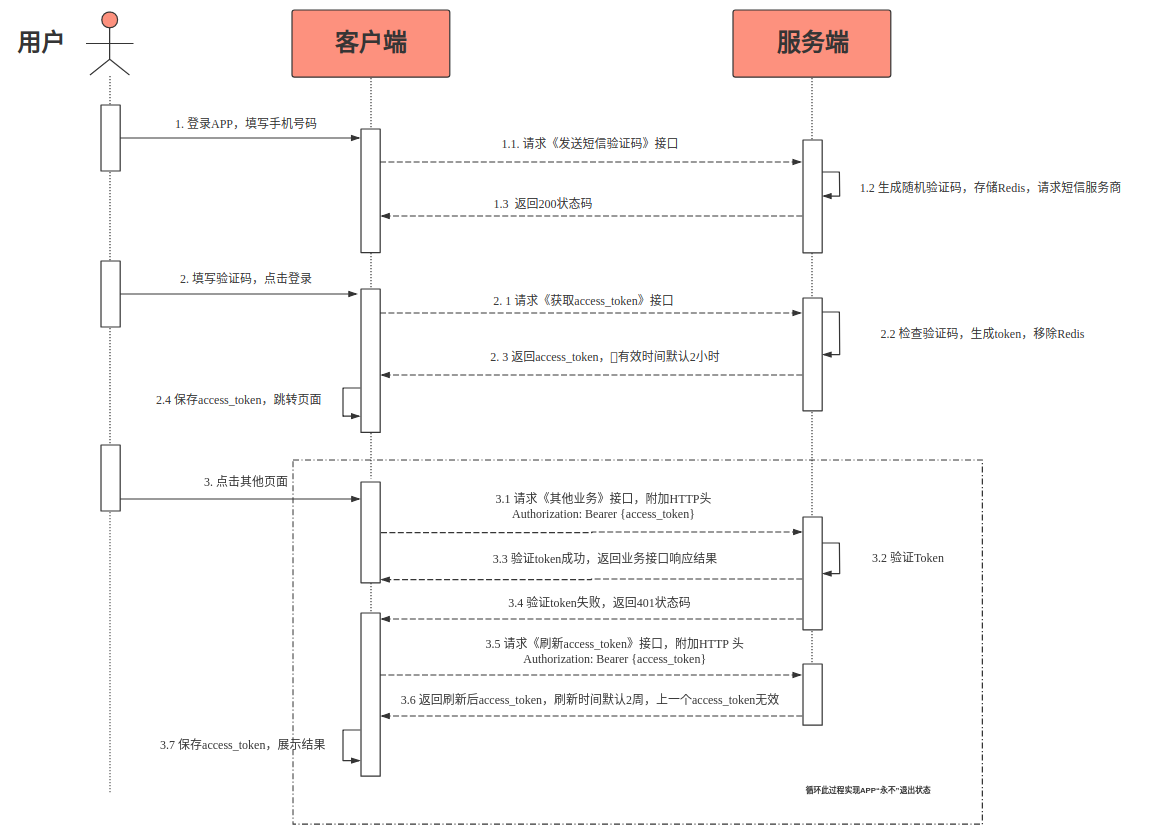 用户
客户端
服务端
1. 登录APP，填写手机号码
1.1. 请求《发送短信验证码》接口
1.2 生成随机验证码，存储Redis，请求短信服务商
1.3 返回200状态码
2. 填写验证码，点击登录
2. 1 请求《获取access_token》接口
2.2 检查验证码，生成token，移除Redis
2. 3 返回access_token，有效时间默认2小时
2.4 保存access_token，跳转页面
3. 点击其他页面
3.1 请求《其他业务》接口，附加HTTP头
Authorization: Bearer {access_token}
3.2 验证Token
3.3 验证token成功，返回业务接口响应结果
3.4 验证token失败，返回401状态码
3.5 请求《刷新access_token》接口，附加HTTP 头
Authorization: Bearer {access_token}
3.6 返回刷新后access_token，刷新时间默认2周，上一个access_token无效
3.7 保存access_token，展示结果
循环此过程实现APP“永不”退出状态